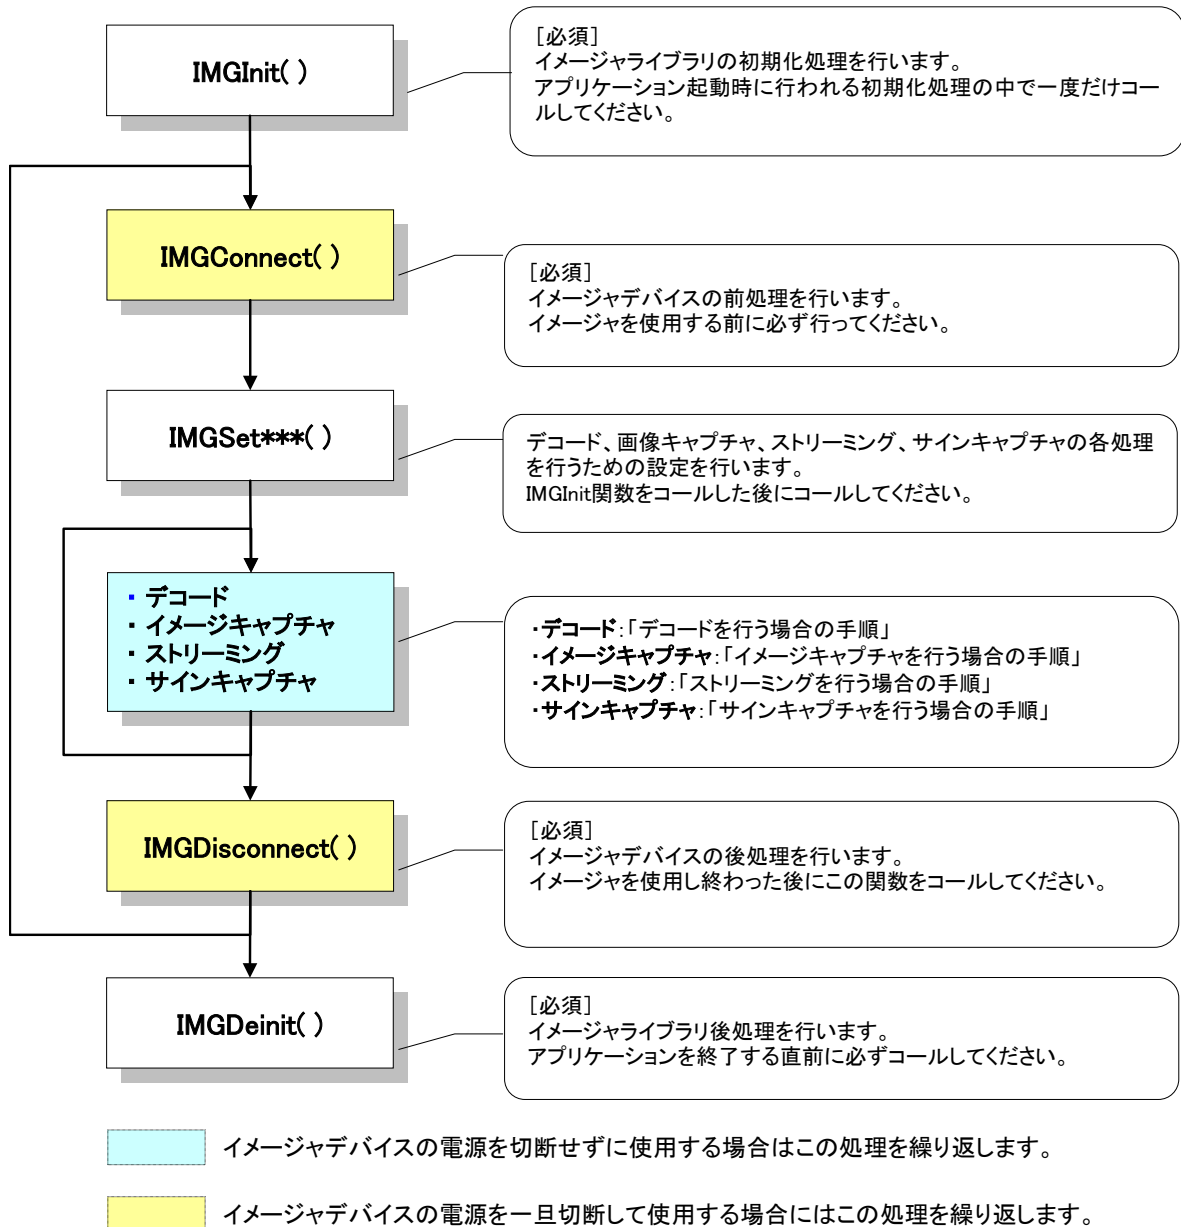 IMGInit( )
［必須］
イメージャライブラリの初期化処理を行います。
アプリケーション起動時に行われる初期化処理の中で一度だけコー
ルしてください。
IMGConnect( )
［必須］
イメージャデバイスの前処理を行います。
イメージャを使用する前に必ず行ってください。
IMGSet***( )
デコード、画像キャプチャ、ストリーミング、サインキャプチャの各処理
を行うための設定を行います。
IMGInit関数をコールした後にコールしてください。
・デコード
・イメージキャプチャ
・ストリーミング
・サインキャプチャ
・デコード：「デコードを行う場合の手順」
・イメージキャプチャ：「イメージキャプチャを行う場合の手順」
・ストリーミング：「ストリーミングを行う場合の手順」
・サインキャプチャ：「サインキャプチャを行う場合の手順」
IMGDisconnect( )
［必須］
イメージャデバイスの後処理を行います。
イメージャを使用し終わった後にこの関数をコールしてください。
IMGDeinit( )
［必須］
イメージャライブラリ後処理を行います。
アプリケーションを終了する直前に必ずコールしてください。
イメージャデバイスの電源を切断せずに使用する場合はこの処理を繰り返します。
イメージャデバイスの電源を一旦切断して使用する場合にはこの処理を繰り返します。